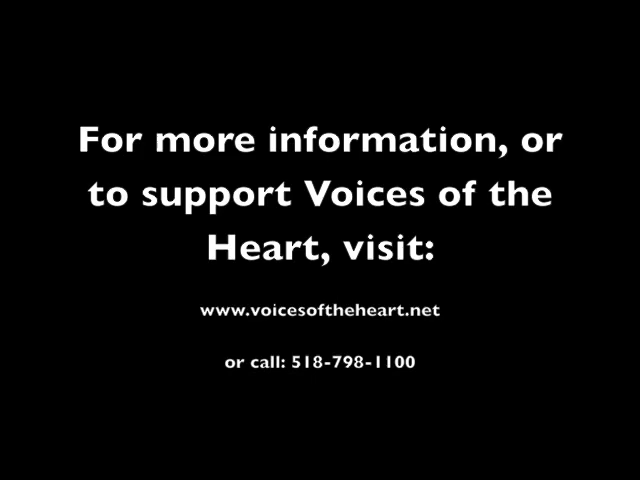 For more information, or
to support Voices of the
Heart, visit:
www.voicesoftheheart.net
or call: 518-798-1100